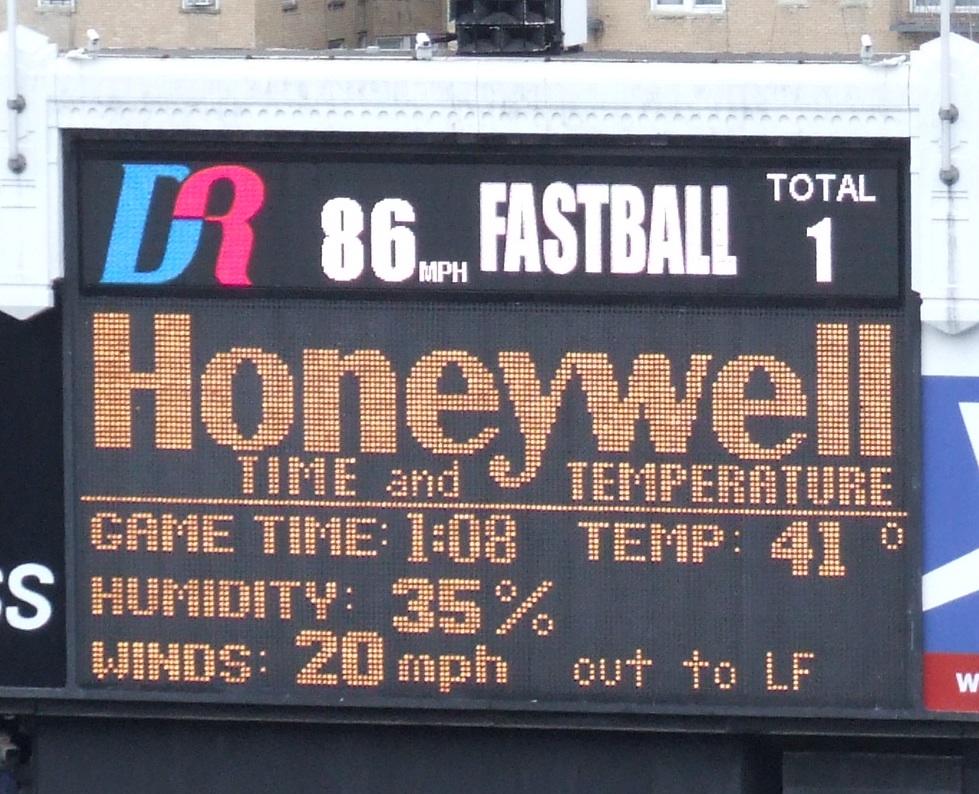 DR 86 MPH FASTBALL TOTAL 1
Honeywell
TIME and TEMPERATURE
GAME TIME: 1:08 TEMP: 41°
HUMIDITY: 35%
WINDS: 20 mph out to LF
SS
W